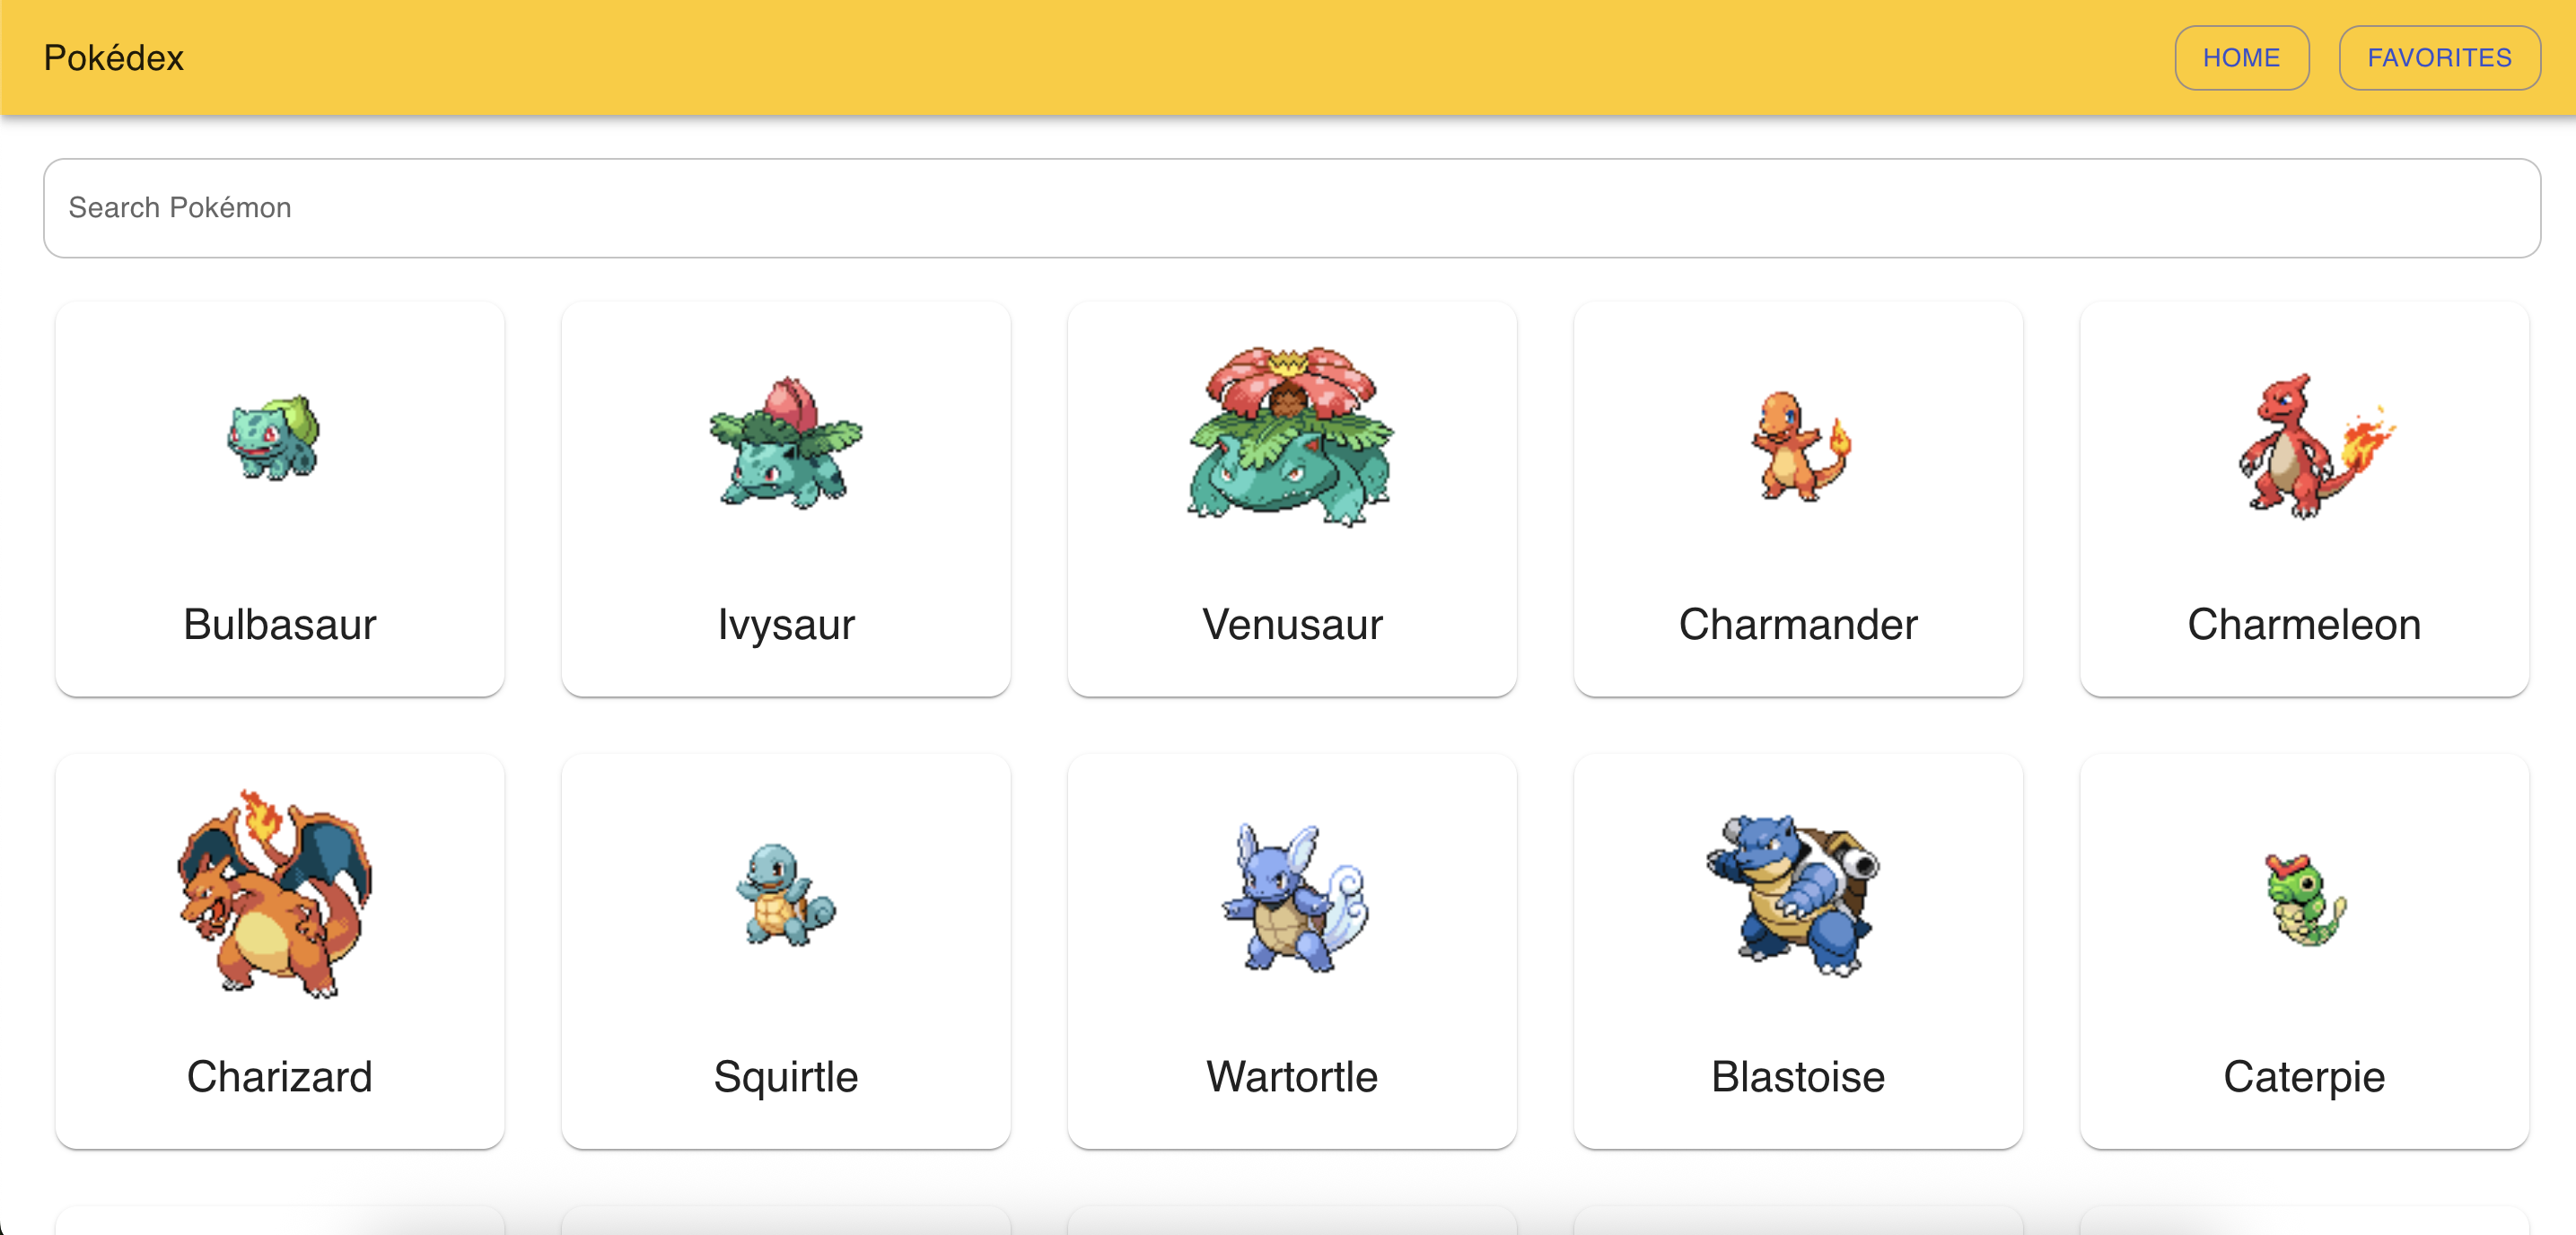 Pokédex
HOME
FAVORITES
Search Pokémon
Bulbasaur
Ivysaur
Venusaur
Charmander
Charmeleon
Charizard
Squirtle
Wartortle
Blastoise
Caterpie